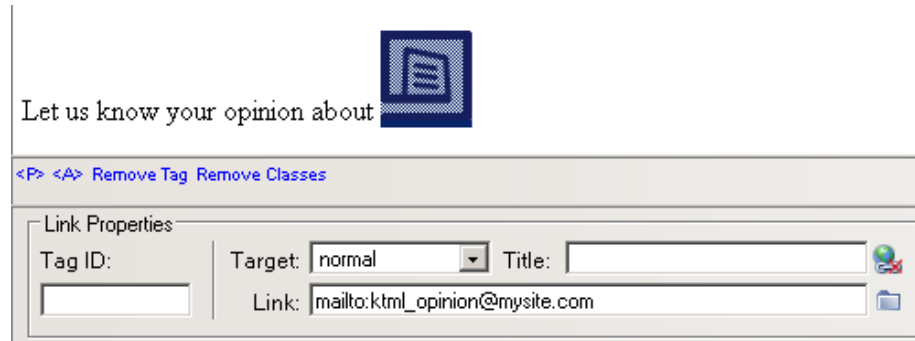 Let us know your opinion about
<P> <A> Remove Tag Remove Classes
Link Properties
Tag ID: Target: normal Title:
Link: mailto:ktml_opinion@mysite.com